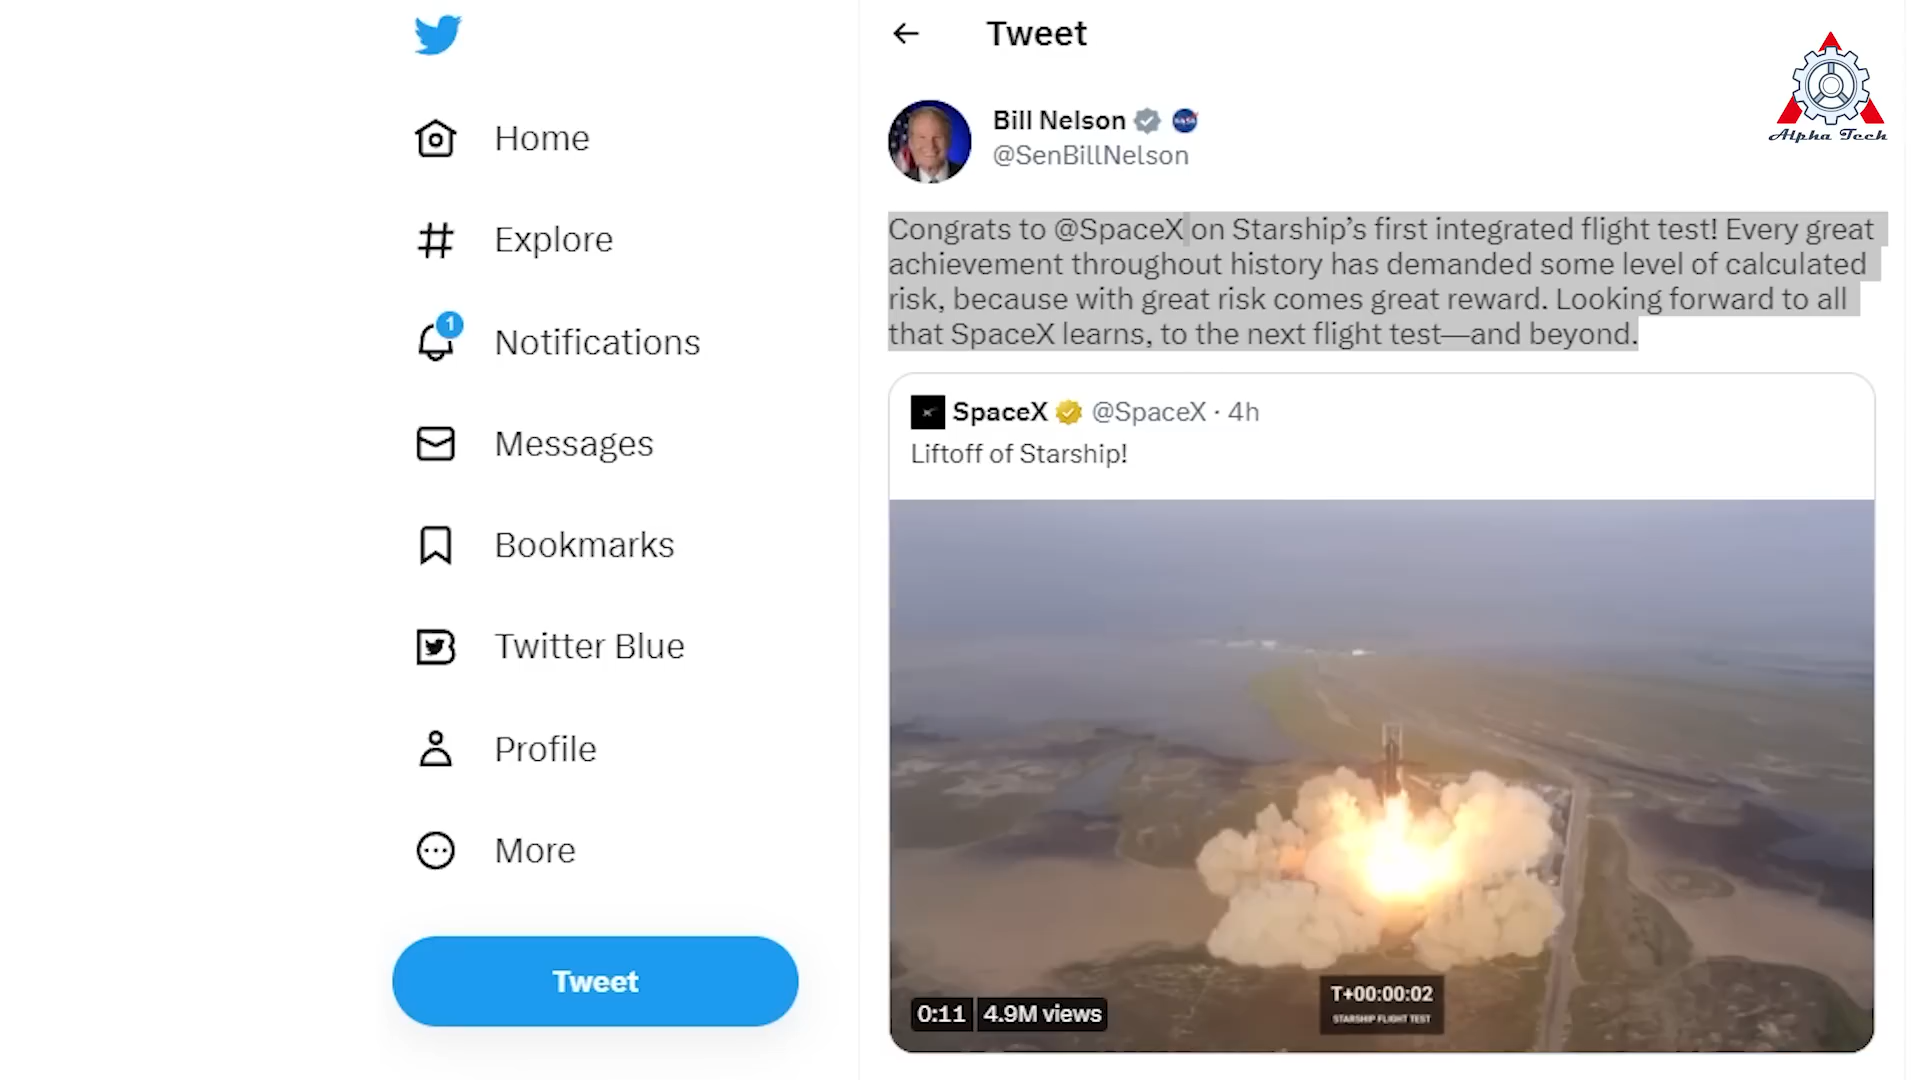 Tweet
Home
Explore
1
Notifications
Messages
Bookmarks
Twitter Blue
Profile
More
Tweet
Bill Nelson
NASA
@SenBillNelson
Congrats to @SpaceX on Starship’s first integrated flight test! Every great
achievement throughout history has demanded some level of calculated
risk, because with great risk comes great reward. Looking forward to all
that SpaceX learns, to the next flight test—and beyond.
SpaceX @SpaceX · 4h
Liftoff of Starship!
T+00:00:02
STARSHIP FLIGHT TEST
0:11 4.9M views
Alpha Tech